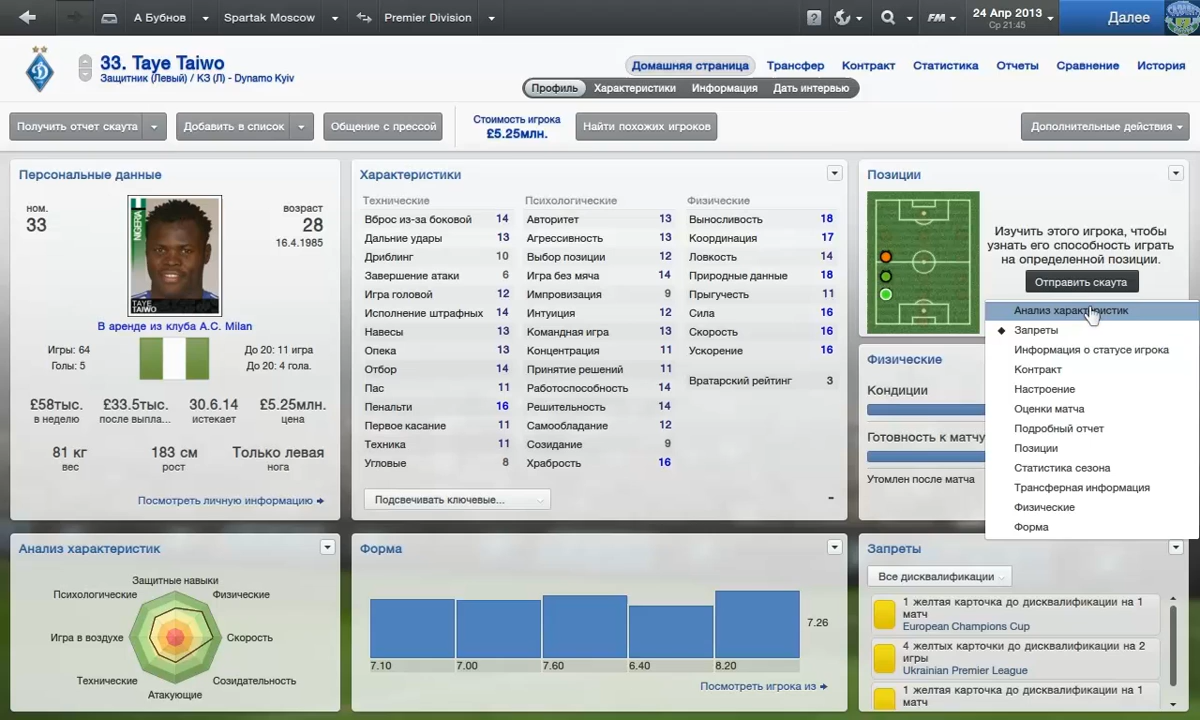 А Бубнов
Spartak Moscow
Premier Division
?
FM
24 Апр 2013
Ср 21:45
Далее
33. Taye Taiwo
Защитник (Левый) / КЗ (Л) - Dynamo Kyiv
Домашняя страница
Трансфер
Контракт
Статистика
Отчеты
Сравнение
История
Профиль
Характеристики
Информация
Дать интервью
Получить отчет скаута
Добавить в список
Общение с прессой
Стоимость игрока
£5.25млн.
Найти похожих игроков
Дополнительные действия
Персональные данные
ном.
33
NIGERIA
TAYE
TAIWO
возраст
28
16.4.1985
В аренде из клуба A.C. Milan
Игры: 64
Голы: 5
До 20: 11 игра
До 20: 4 гола.
£58тыс.
в неделю
£33.5тыс.
после выпла...
30.6.14
истекает
£5.25млн.
цена
81 кг
вес
183 см
рост
Только левая
нога
Посмотреть личную информацию
Характеристики
Технические
Вброс из-за боковой 14
Дальние удары 13
Дриблинг 10
Завершение атаки 6
Игра головой 12
Исполнение штрафных 14
Навесы 13
Опека 13
Отбор 14
Пас 11
Пенальти 16
Первое касание 11
Техника 11
Угловые 8
Психологические
Авторитет 13
Агрессивность 13
Выбор позиции 12
Игра без мяча 14
Импровизация 9
Интуиция 12
Командная игра 13
Концентрация 11
Принятие решений 11
Работоспособность 14
Решительность 14
Самообладание 12
Созидание 9
Храбрость 16
Физические
Выносливость 18
Координация 17
Ловкость 14
Природные данные 18
Прыгучесть 11
Сила 16
Скорость 16
Ускорение 16
Вратарский рейтинг 3
Подсвечивать ключевые...
-
Позиции
Изучить этого игрока, чтобы
узнать его способность играть
на определенной позиции.
Отправить скаута
Анализ характеристик
Запреты
Информация о статусе игрока
Контракт
Настроение
Оценки матча
Подробный отчет
Позиции
Статистика сезона
Трансферная информация
Физические
Форма
Физические
Кондиции
Готовность к матчу
Утомлен после матча
Анализ характеристик
Защитные навыки
Физические
Скорость
Созидательность
Атакующие
Технические
Игра в воздухе
Психологические
Форма
7.10
7.00
7.60
6.40
8.20
7.26
Посмотреть игрока из
Запреты
Все дисквалификации
1 желтая карточка до дисквалификации на 1
матч
European Champions Cup
4 желтых карточки до дисквалификации на 2
игры
Ukrainian Premier League
1 желтая карточка до дисквалификации на 1
матч